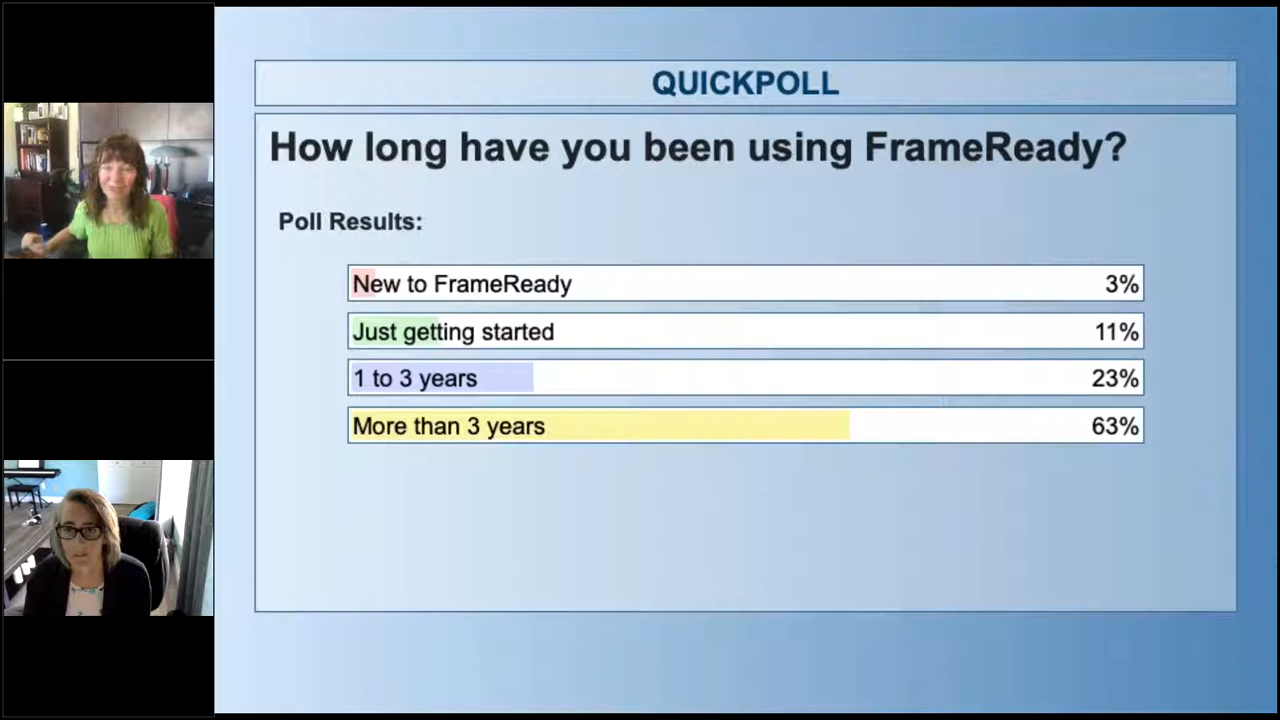 QUICKPOLL
How long have you been using FrameReady?
Poll Results:
New to FrameReady 3%
Just getting started 11%
1 to 3 years 23%
More than 3 years 63%